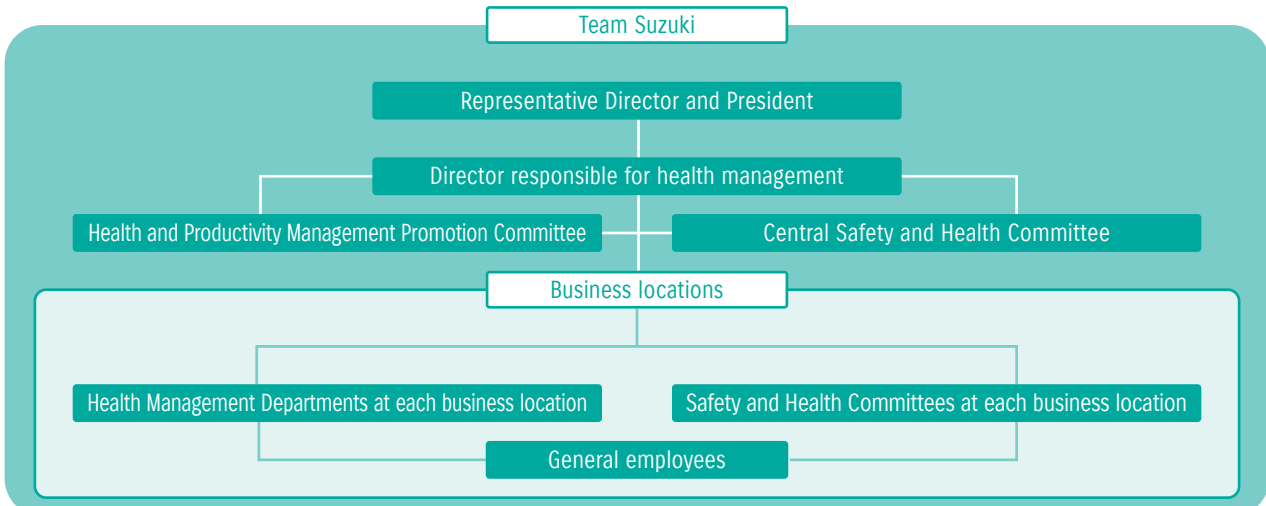 Team Suzuki
Representative Director and President
Director responsible for health management
Health and Productivity Management Promotion Committee
Central Safety and Health Committee
Business locations
Health Management Departments at each business location
Safety and Health Committees at each business location
General employees